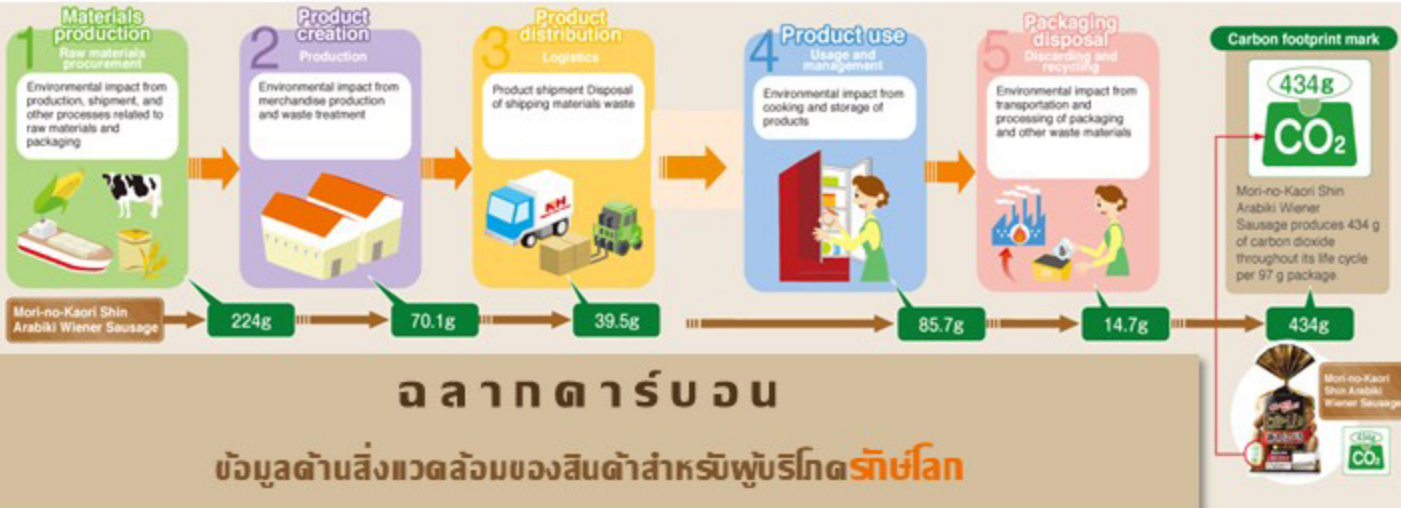 1
Materials
production
Raw materials
procurement
Environmental impact from
production, shipment, and
other processes related to
raw materials and
packaging
2
Product
creation
Production
Environmental impact from
merchandise production
and waste treatment
3
Product
distribution
Logistics
Product shipment Disposal
of shipping materials waste
KH
4
Product use
Usage and
management
Environmental impact from
cooking and storage of
products
5
Packaging
disposal
Discarding and
recycling
Environmental impact from
transportation and
processing of packaging
and other waste materials
Carbon footprint mark
434g
CO₂
Mori-no-Kaori Shin
Arabiki Wiener
Sausage produces 434 g
of carbon dioxide
throughout its life cycle
per 97 g package.
Mori-no-Kaori Shin
Arabiki Wiener Sausage
224g
70.1g
39.5g
85.7g
14.7g
434g
Mori-no-Kaori
Shin Arabiki
Wiener Sausage
434g
CO₂
ฉลากคาร์บอน
ข้อมูลด้านสิ่งแวดล้อมของสินค้าสำหรับผู้บริโภครักษ์โลก